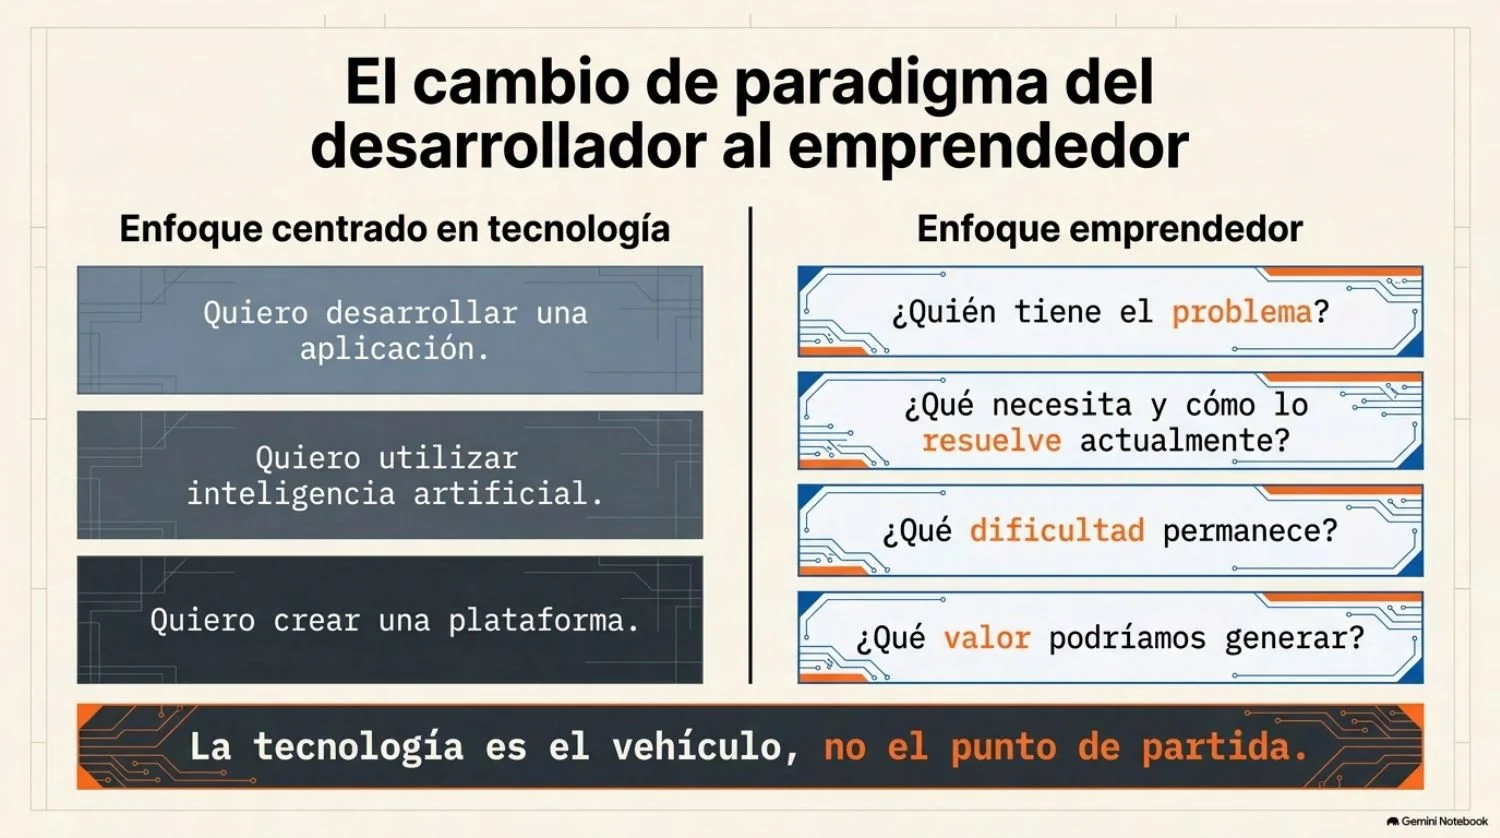 El cambio de paradigma del
desarrollador al emprendedor
Enfoque centrado en tecnología
Quiero desarrollar una
aplicación.
Quiero utilizar
inteligencia artificial.
Quiero crear una plataforma.
Enfoque emprendedor
¿Quién tiene el problema?
¿Qué necesita y cómo lo
resuelve actualmente?
¿Qué dificultad permanece?
¿Qué valor podríamos generar?
La tecnología es el vehículo, no el punto de partida.
Gemini Notebook